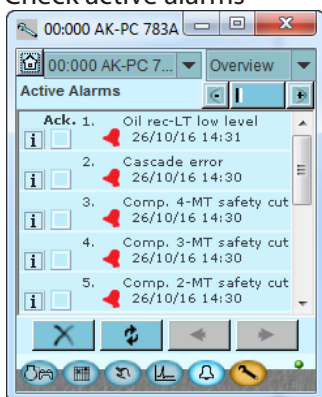 Check active alarms
00:000 AK-PC 783A
00:000 AK-PC 7... Overview
Active Alarms
Ack. 1. Oil rec-LT low level
i 26/10/16 14:31
2. Cascade error
i 26/10/16 14:30
3. Comp. 4-MT safety cut
i 26/10/16 14:30
4. Comp. 3-MT safety cut
i 26/10/16 14:30
5. Comp. 2-MT safety cut
i 26/10/16 14:30